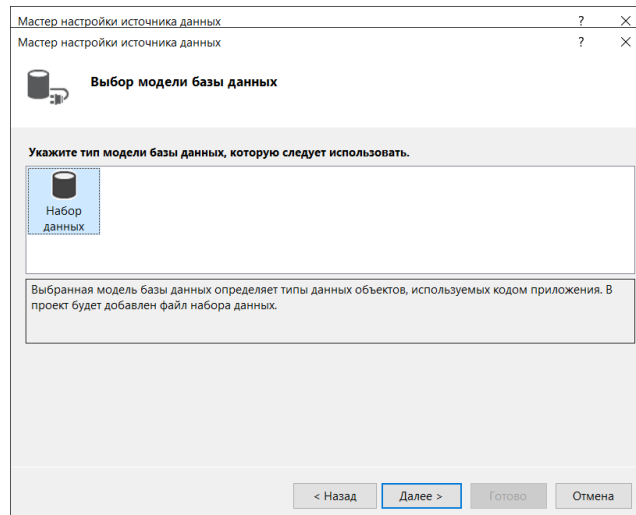 Мастер настройки источника данных ? ×
Мастер настройки источника данных ? ×
Выбор модели базы данных
Укажите тип модели базы данных, которую следует использовать.
Набор
данных
Выбранная модель базы данных определяет типы данных объектов, используемых кодом приложения. В
проект будет добавлен файл набора данных.
< Назад Далее > Готово Отмена